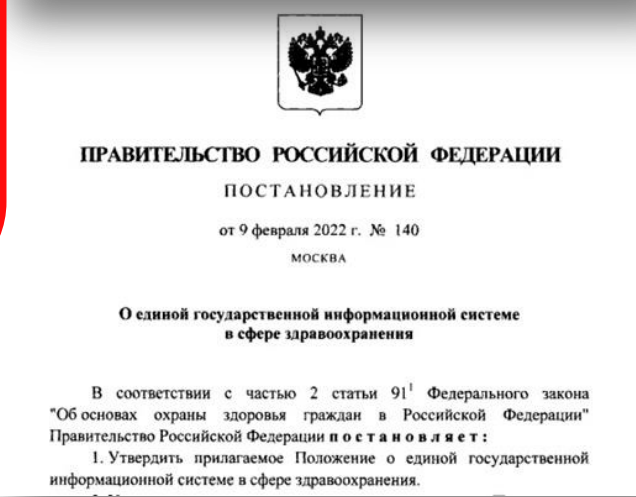 ПРАВИТЕЛЬСТВО РОССИЙСКОЙ ФЕДЕРАЦИИ
ПОСТАНОВЛЕНИЕ
от 9 февраля 2022 г. № 140
МОСКВА
О единой государственной информационной системе
в сфере здравоохранения
В соответствии с частью 2 статьи 91¹ Федерального закона
"Об основах охраны здоровья граждан в Российской Федерации"
Правительство Российской Федерации п о с т а н о в л я е т :
1. Утвердить прилагаемое Положение о единой государственной
информационной системе в сфере здравоохранения.